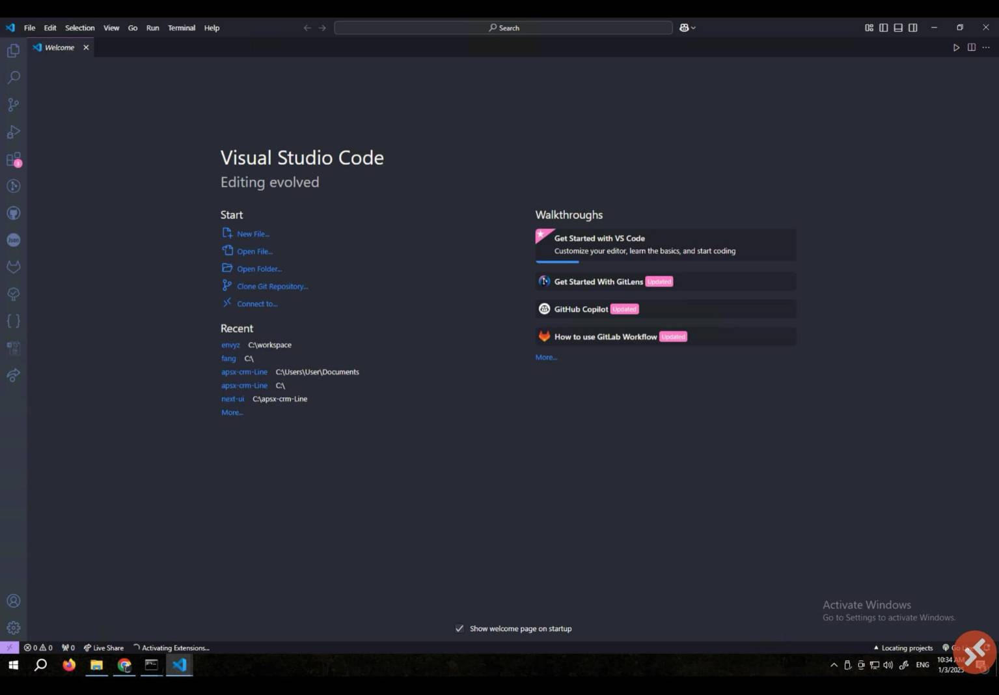 File Edit Selection View Go Run Terminal Help
Search
Welcome
3
Json
Visual Studio Code
Editing evolved
Start
New File...
Open File...
Open Folder...
Clone Git Repository...
Connect to...
Recent
envyz C:\workspace
fang C:\
apsx-crm-Line C:\Users\User\Documents
apsx-crm-Line C:\
next-ui C:\apsx-crm-Line
More...
Walkthroughs
Get Started with VS Code
Customize your editor, learn the basics, and start coding
Get Started With GitLens Updated
GitHub Copilot Updated
How to use GitLab Workflow Updated
More...
Activate Windows
Go to Settings to activate Windows.
Show welcome page on startup
0 0 0 Live Share Activating Extensions... Locating projects Go
ENG
10:34 AM
1/3/2025